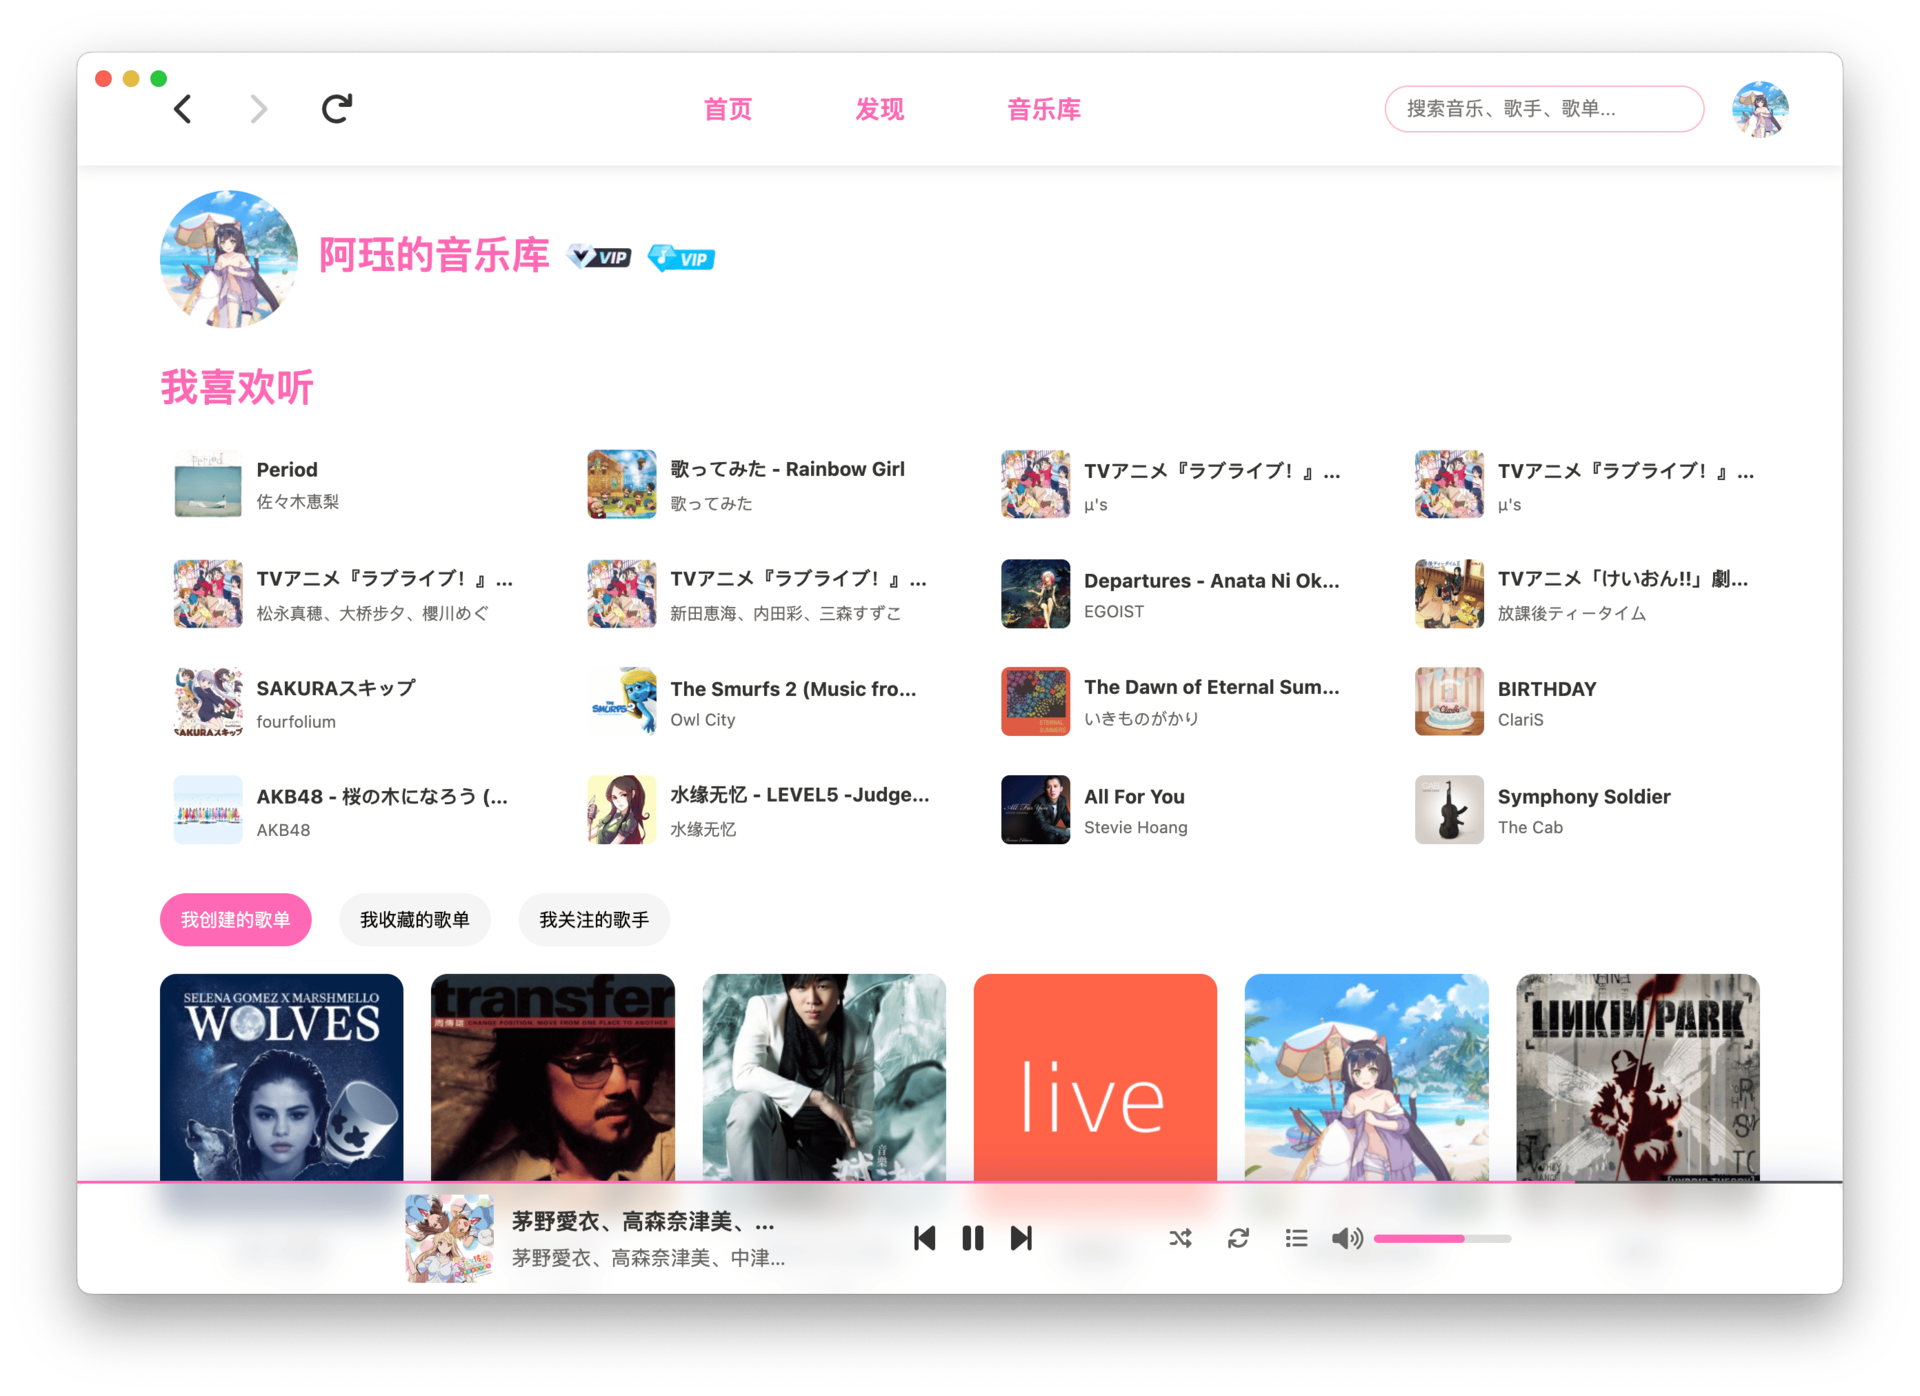 首页
发现
音乐库
搜索音乐、歌手、歌单...
阿珏的音乐库
VIP
VIP
我喜欢听
Period
佐々木恵梨
歌ってみた - Rainbow Girl
歌ってみた
TVアニメ『ラブライブ！』...
μ's
TVアニメ『ラブライブ！』...
μ's
TVアニメ『ラブライブ！』...
松永真穂、大桥步夕、櫻川めぐ
TVアニメ『ラブライブ！』...
新田恵海、内田彩、三森すずこ
Departures - Anata Ni Ok...
EGOIST
TVアニメ「けいおん!!」劇...
放課後ティータイム
SAKURAスキップ
fourfolium
The Smurfs 2 (Music fro...
Owl City
The Dawn of Eternal Sum...
いきものがかり
BIRTHDAY
ClariS
AKB48 - 桜の木になろう (...
AKB48
水缘无忆 - LEVEL5 -Judge...
水缘无忆
All For You
Stevie Hoang
Symphony Soldier
The Cab
我创建的歌单
我收藏的歌单
我关注的歌手
SELENA GOMEZ X MARSHMELLO
WOLVES
transfer
CHANGE POSITION, MOVE FROM ONE PLACE TO ANOTHER
live
LINKIN PARK
茅野愛衣、高森奈津美、...
茅野愛衣、高森奈津美、中津...